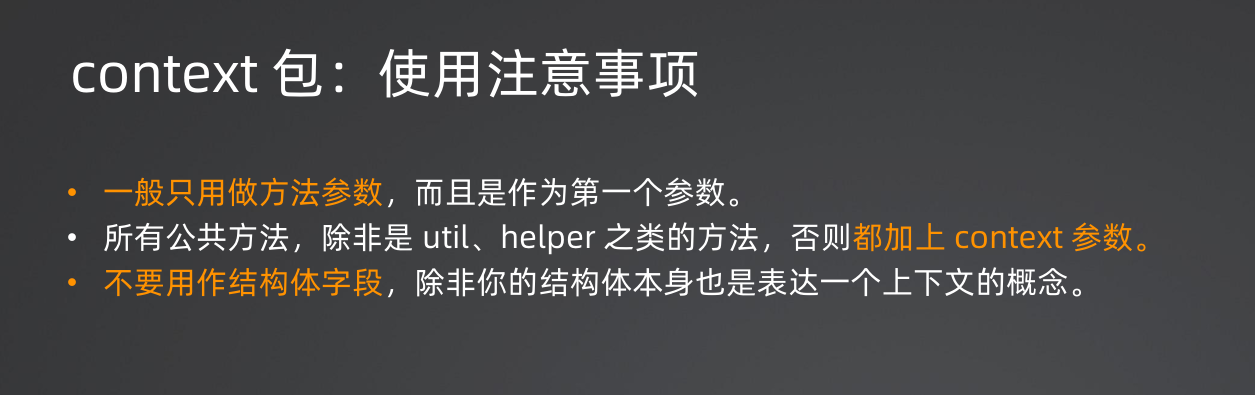 context 包：使用注意事项
• 一般只用做方法参数，而且是作为第一个参数。
• 所有公共方法，除非是 util、helper 之类的方法，否则都加上 context 参数。
• 不要用作结构体字段，除非你的结构体本身也是表达一个上下文的概念。